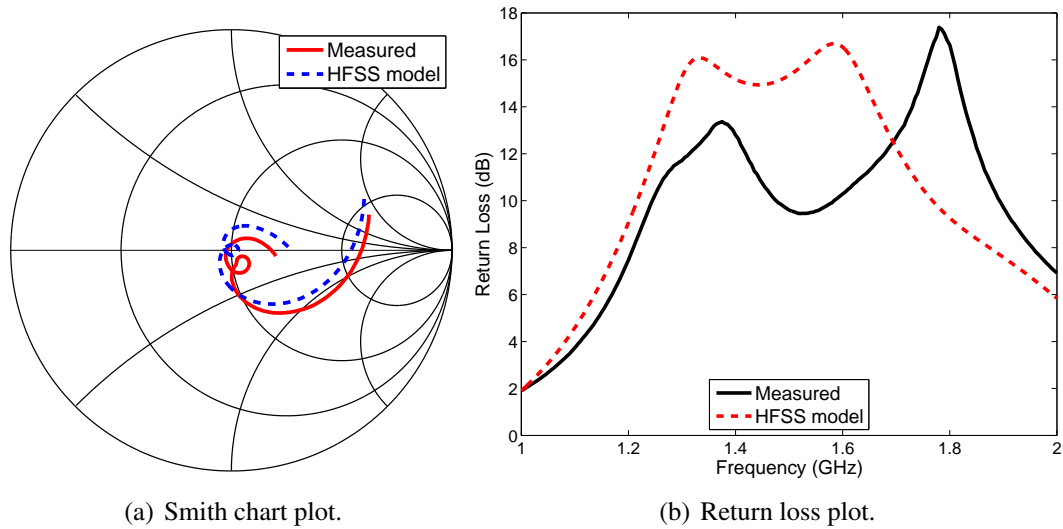 Measured
HFSS model
18
16
14
12
10
8
6
4
2
0
Return Loss (dB)
Measured
HFSS model
1
1.2
1.4
1.6
1.8
2
Frequency (GHz)
(a) Smith chart plot.
(b) Return loss plot.